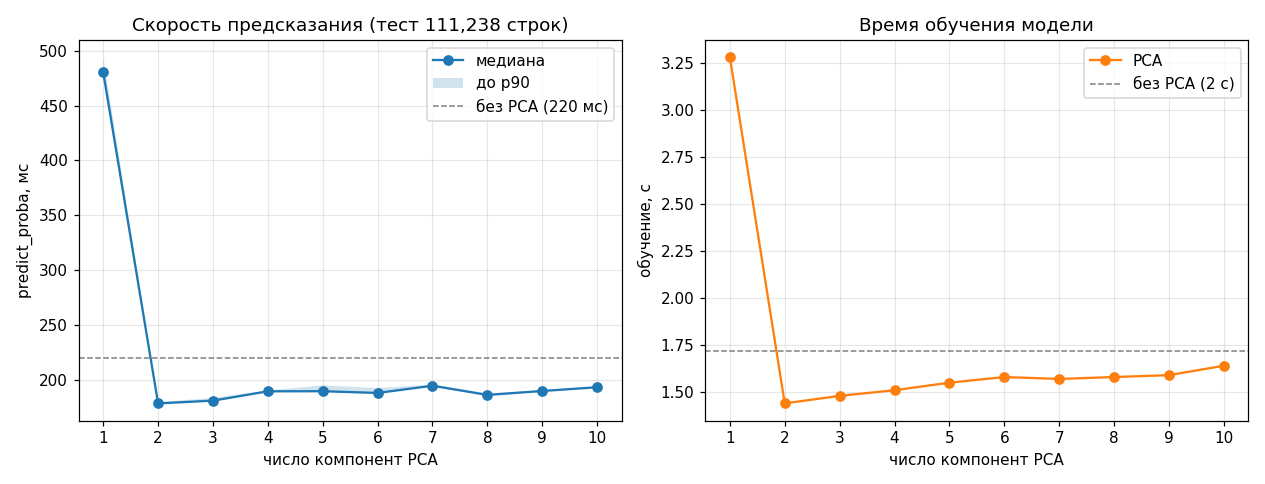 Скорость предсказания (тест 111,238 строк)
predict_proba, мс
500
450
400
350
300
250
200
медиана
до p90
без PCA (220 мс)
1 2 3 4 5 6 7 8 9 10
число компонент PCA
Время обучения модели
обучение, с
3.25
3.00
2.75
2.50
2.25
2.00
1.75
1.50
PCA
без PCA (2 с)
1 2 3 4 5 6 7 8 9 10
число компонент PCA